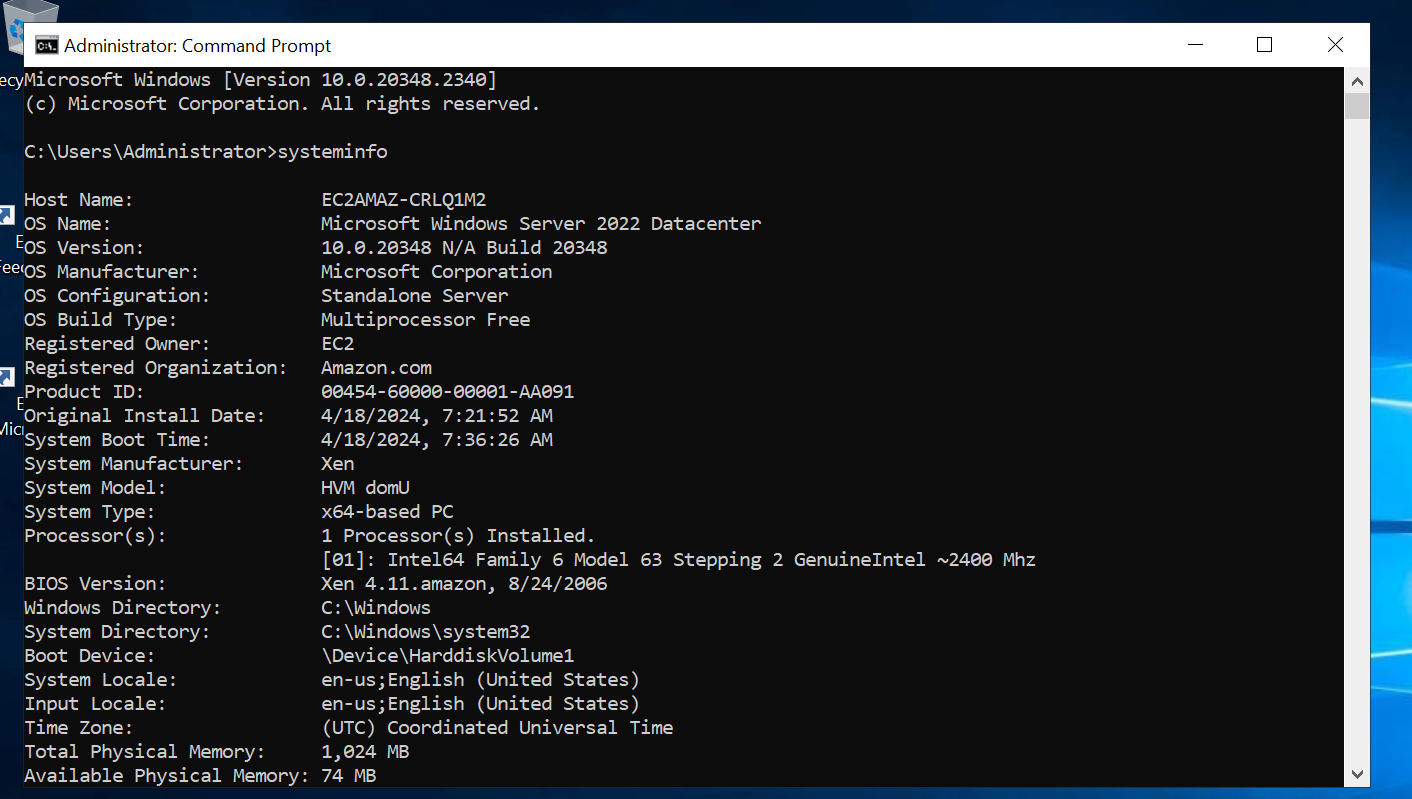 Administrator: Command Prompt
Microsoft Windows [Version 10.0.20348.2340]
(c) Microsoft Corporation. All rights reserved.
C:\Users\Administrator>systeminfo
Host Name: EC2AMAZ-CRLQ1M2
OS Name: Microsoft Windows Server 2022 Datacenter
OS Version: 10.0.20348 N/A Build 20348
OS Manufacturer: Microsoft Corporation
OS Configuration: Standalone Server
OS Build Type: Multiprocessor Free
Registered Owner: EC2
Registered Organization: Amazon.com
Product ID: 00454-60000-00001-AA091
Original Install Date: 4/18/2024, 7:21:52 AM
System Boot Time: 4/18/2024, 7:36:26 AM
System Manufacturer: Xen
System Model: HVM domU
System Type: x64-based PC
Processor(s): 1 Processor(s) Installed.
[01]: Intel64 Family 6 Model 63 Stepping 2 GenuineIntel ~2400 Mhz
BIOS Version: Xen 4.11.amazon, 8/24/2006
Windows Directory: C:\Windows
System Directory: C:\Windows\system32
Boot Device: \Device\HarddiskVolume1
System Locale: en-us;English (United States)
Input Locale: en-us;English (United States)
Time Zone: (UTC) Coordinated Universal Time
Total Physical Memory: 1,024 MB
Available Physical Memory: 74 MB